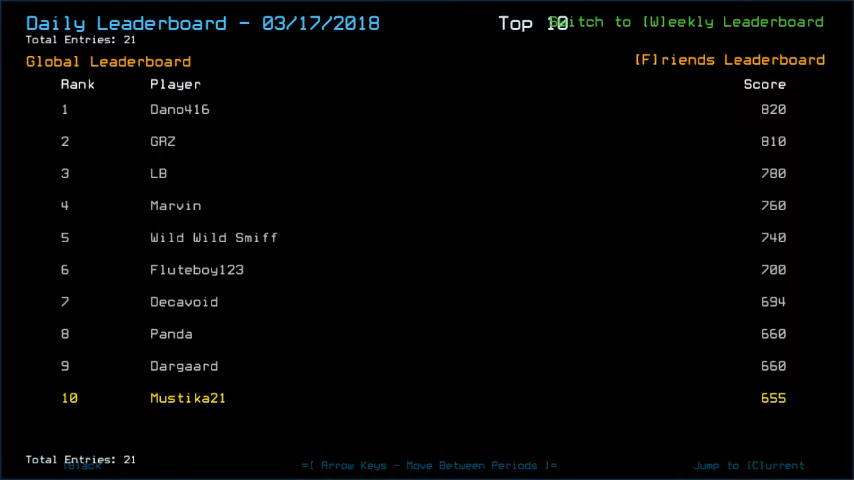 Daily Leaderboard - 03/17/2018 Top 10 Switch to [W]eekly Leaderboard
Total Entries: 21
Global Leaderboard [F]riends Leaderboard
Rank Player Score
1 Dano416 820
2 GRZ 810
3 LB 780
4 Marvin 760
5 Wild Wild Smiff 740
6 Fluteboy123 700
7 Decavoid 694
8 Panda 660
9 Dargaard 660
10 Mustika21 655
Total Entries: 21
[B]ack =[ Arrow Keys - Move Between Periods ]= Jump to [C]urrent